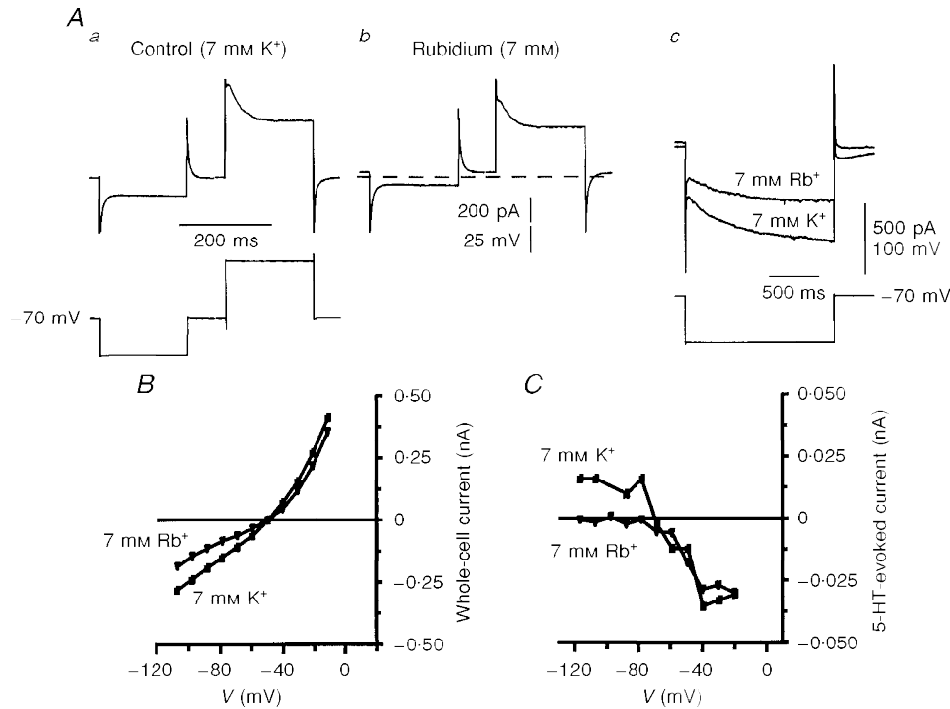 A
a
Control (7 mM K⁺)
b
Rubidium (7 mM)
c
200 ms
200 pA
25 mV
7 mM Rb⁺
7 mM K⁺
500 pA
100 mV
500 ms
−70 mV
−70 mV
B
0·50
0·25
0
−0·25
−0·50
Whole-cell current (nA)
7 mM Rb⁺
7 mM K⁺
−120
−80
−40
0
V (mV)
C
0·050
0·025
0
−0·025
−0·050
5-HT-evoked current (nA)
7 mM K⁺
7 mM Rb⁺
−120
−80
−40
0
V (mV)